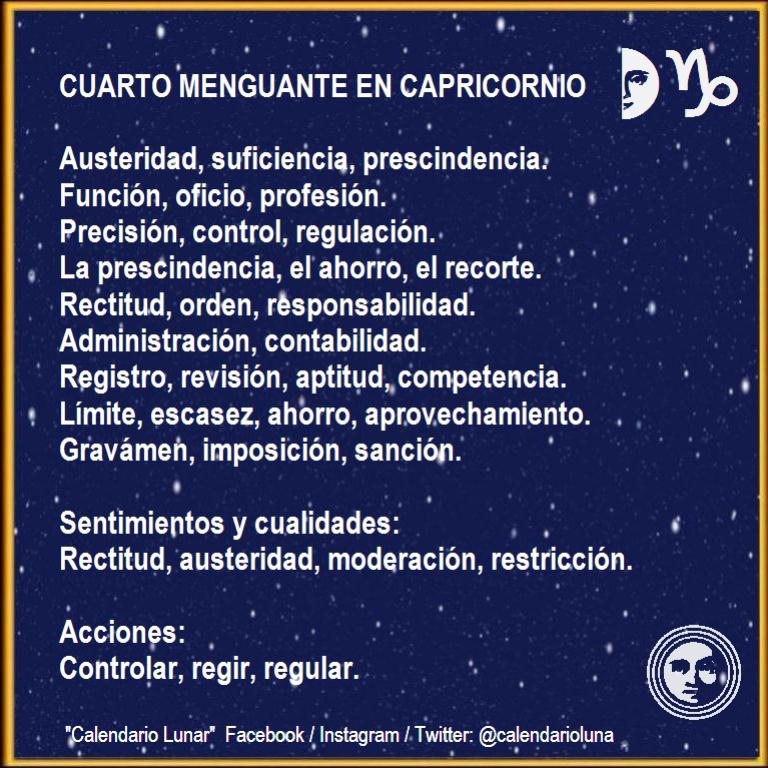 CUARTO MENGUANTE EN CAPRICORNIO
Austeridad, suficiencia, prescindencia.
Función, oficio, profesión.
Precisión, control, regulación.
La prescindencia, el ahorro, el recorte.
Rectitud, orden, responsabilidad.
Administración, contabilidad.
Registro, revisión, aptitud, competencia.
Límite, escasez, ahorro, aprovechamiento.
Gravámen, imposición, sanción.
Sentimientos y cualidades:
Rectitud, austeridad, moderación, restricción.
Acciones:
Controlar, regir, regular.
"Calendario Lunar" Facebook / Instagram / Twitter: @calendarioluna